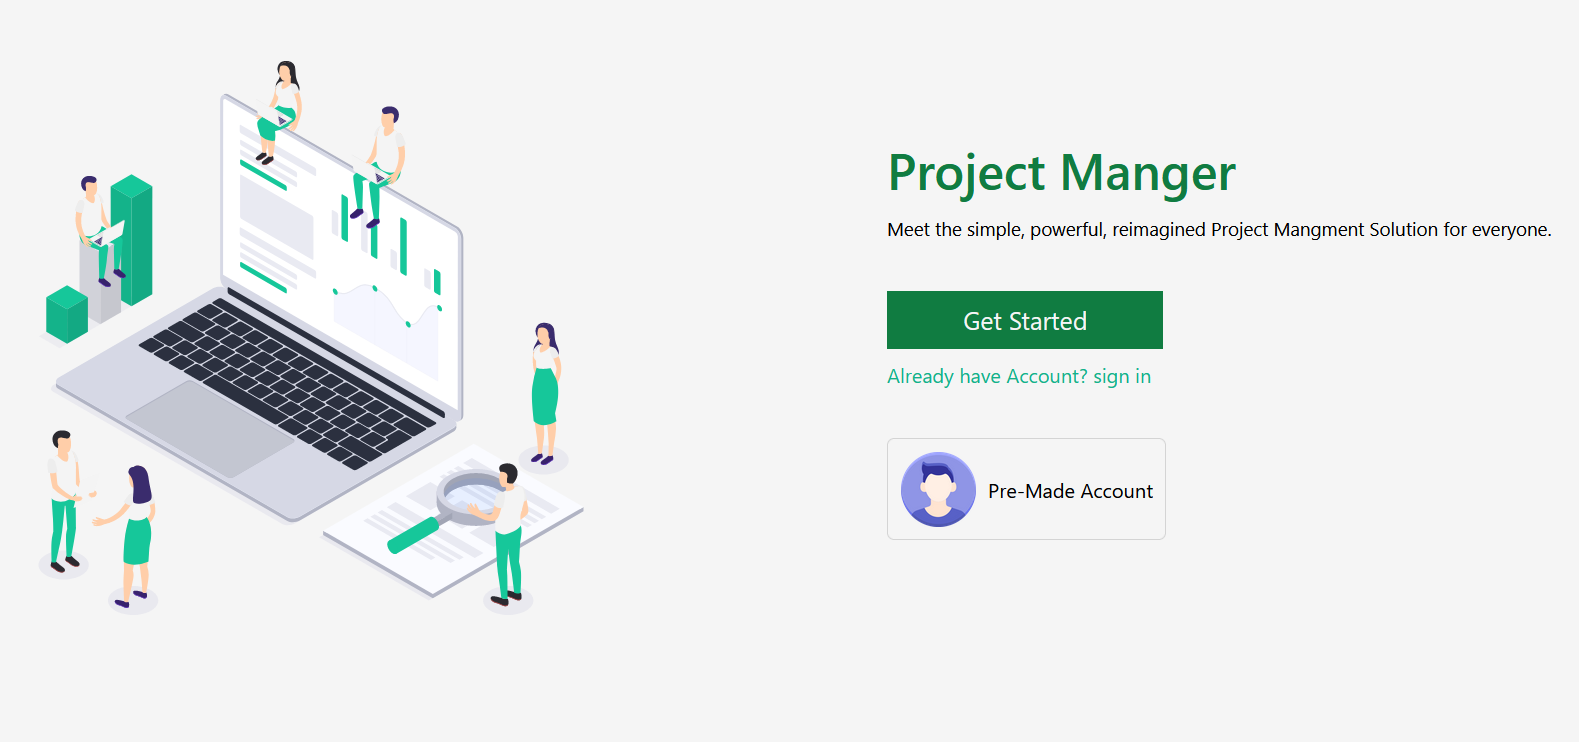 Project Manger
Meet the simple, powerful, reimagined Project Mangment Solution for everyone.
Get Started
Already have Account? sign in
Pre-Made Account